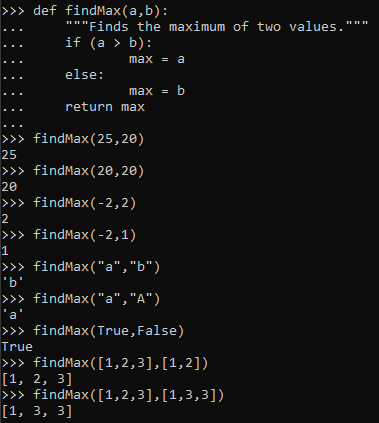 >>> def findMax(a,b):
...     """Finds the maximum of two values."""
...     if (a > b):
...             max = a
...     else:
...             max = b
...     return max
...
>>> findMax(25,20)
25
>>> findMax(20,20)
20
>>> findMax(-2,2)
2
>>> findMax(-2,1)
1
>>> findMax("a","b")
'b'
>>> findMax("a","A")
'a'
>>> findMax(True,False)
True
>>> findMax([1,2,3],[1,2])
[1, 2, 3]
>>> findMax([1,2,3],[1,3,3])
[1, 3, 3]